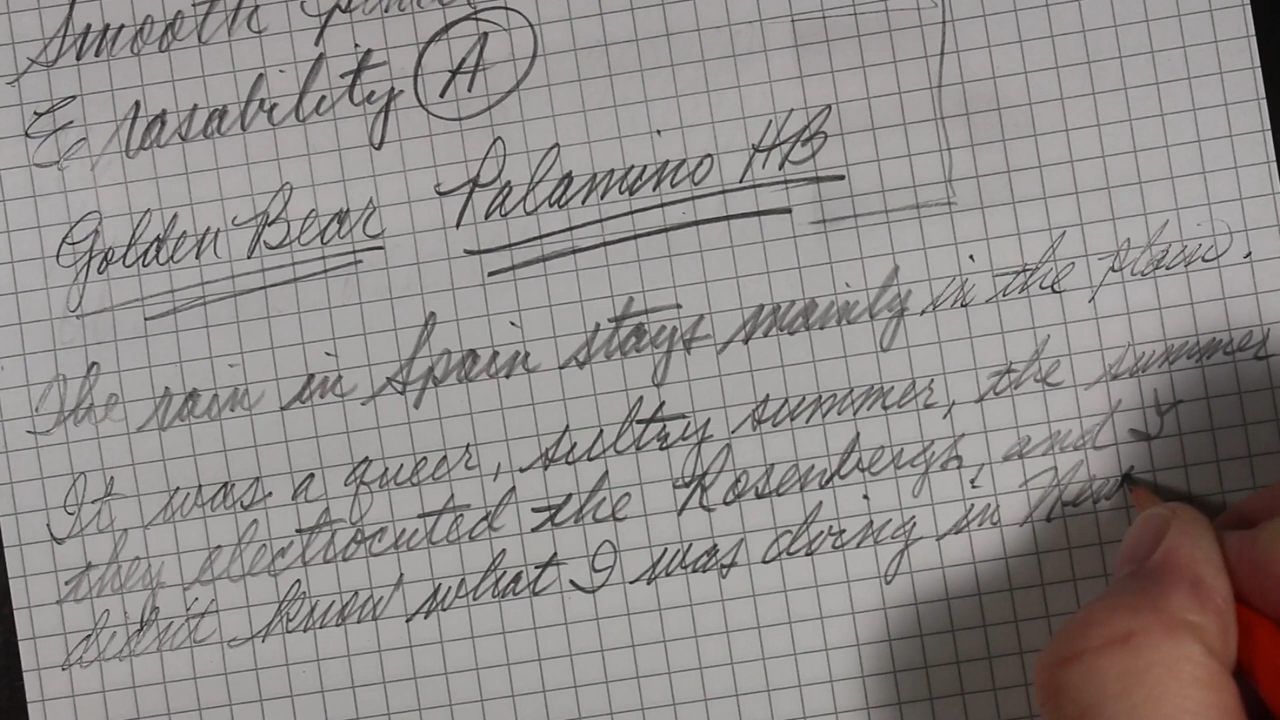 Smooth
Erasability A
Golden Bear Palamino HB
The rain in Spain stays mainly in the plain.
It was a queer, sultry summer, the summer
they electrocuted the Rosenbergs, and I
didn't know what I was doing in New